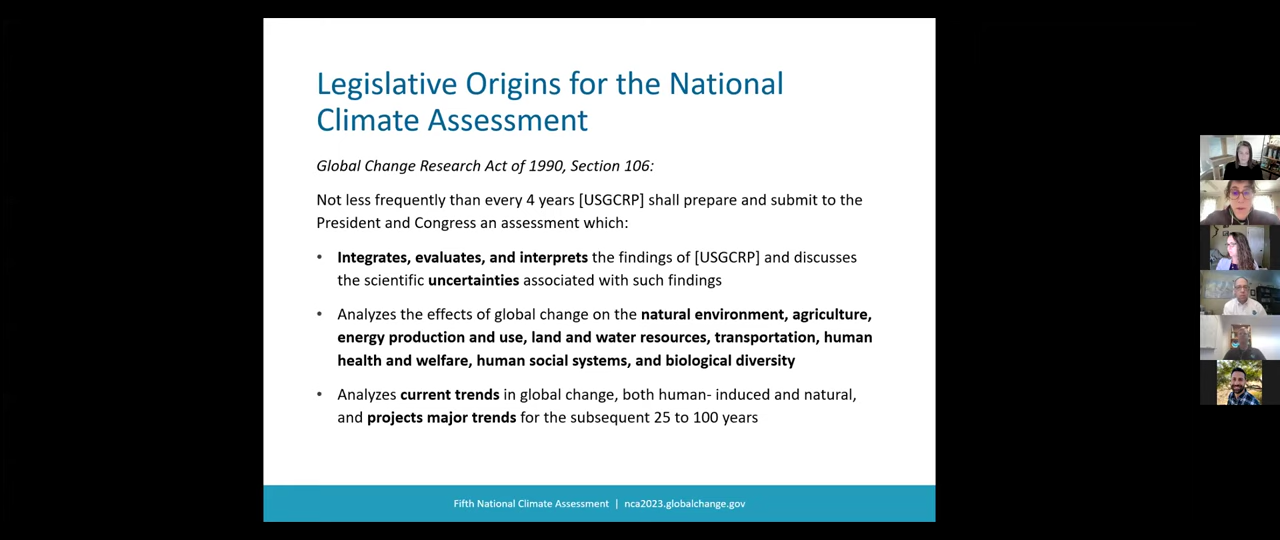 Legislative Origins for the National
Climate Assessment
Global Change Research Act of 1990, Section 106:
Not less frequently than every 4 years [USGCRP] shall prepare and submit to the
President and Congress an assessment which:
• Integrates, evaluates, and interprets the findings of [USGCRP] and discusses
the scientific uncertainties associated with such findings
• Analyzes the effects of global change on the natural environment, agriculture,
energy production and use, land and water resources, transportation, human
health and welfare, human social systems, and biological diversity
• Analyzes current trends in global change, both human- induced and natural,
and projects major trends for the subsequent 25 to 100 years
Fifth National Climate Assessment | nca2023.globalchange.gov